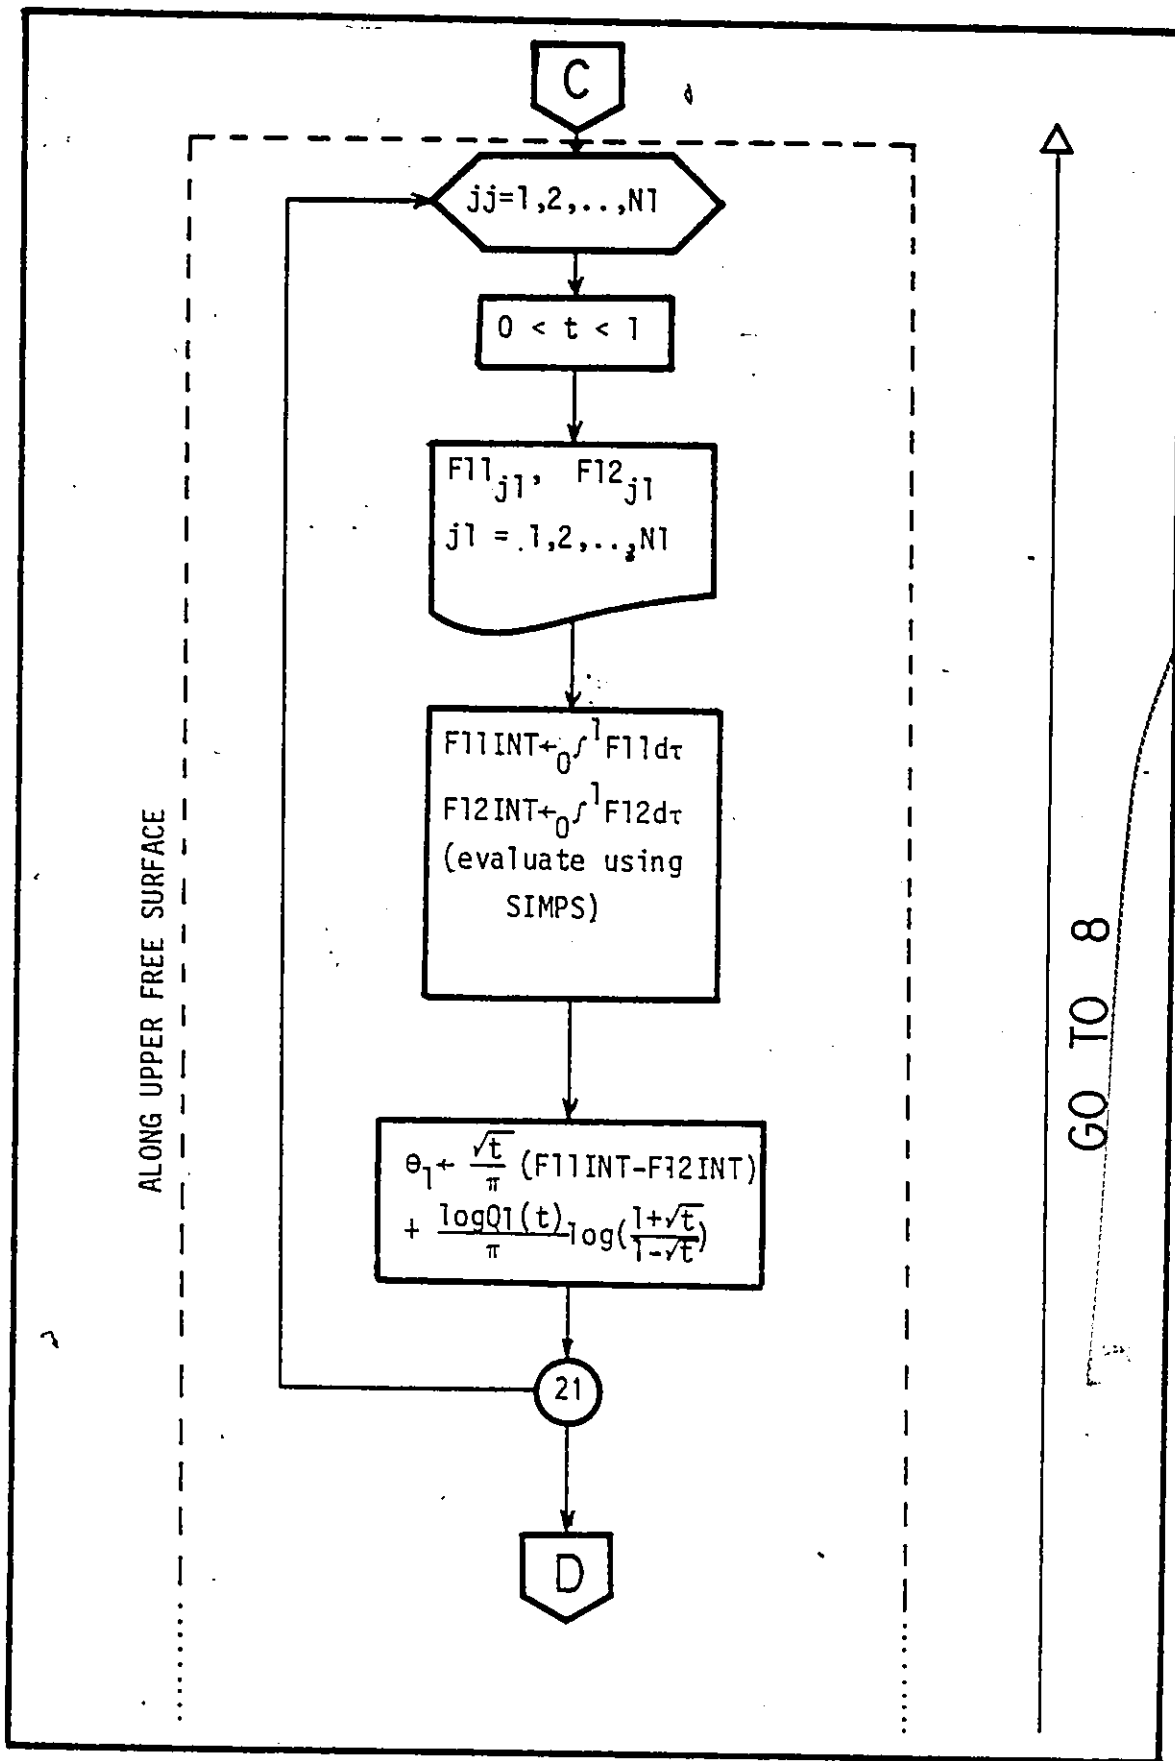 C
jj=1,2,..,N1
0 < t < 1
F11j1, F12j1
j1 = 1,2,..,N1
F11INT←0∫1F11dτ
F12INT←0∫1F12dτ
(evaluate using
SIMPS)
θ1← √t/π (F11INT-F12INT)
+ logQ1(t)/π log(1+√t/1-√t)
21
D
ALONG UPPER FREE SURFACE
GO TO 8